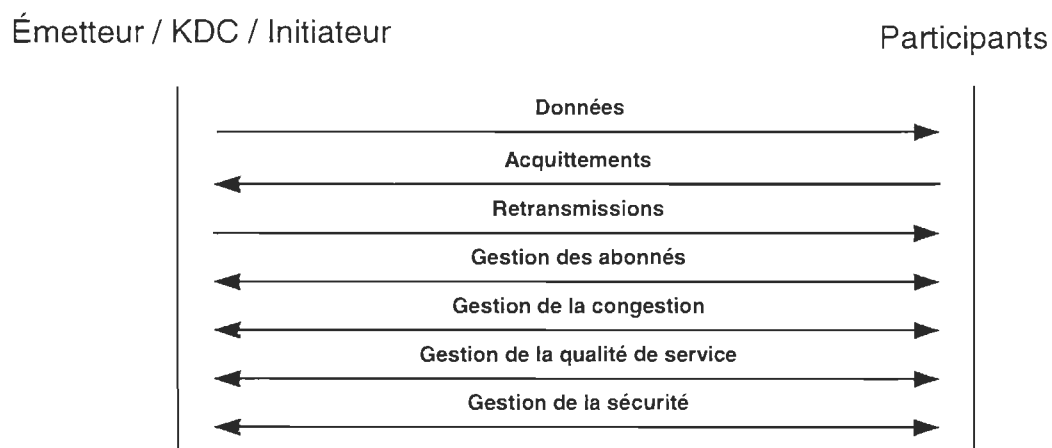 Émetteur / KDC / Initiateur
Participants
Données
Acquittements
Retransmissions
Gestion des abonnés
Gestion de la congestion
Gestion de la qualité de service
Gestion de la sécurité